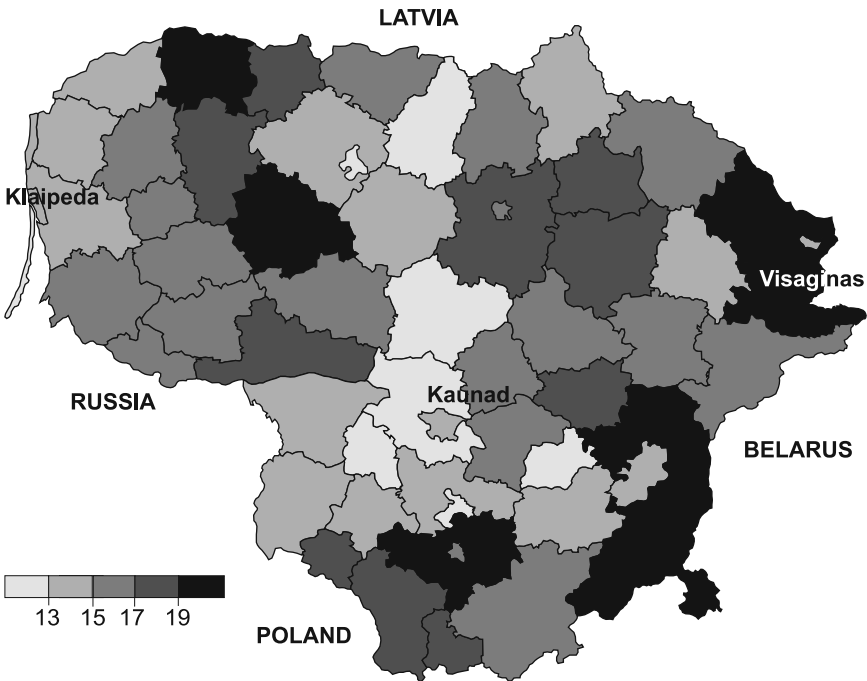 LATVIA
Klaipeda
Visaginas
RUSSIA
Kaunad
BELARUS
13 15 17 19
POLAND